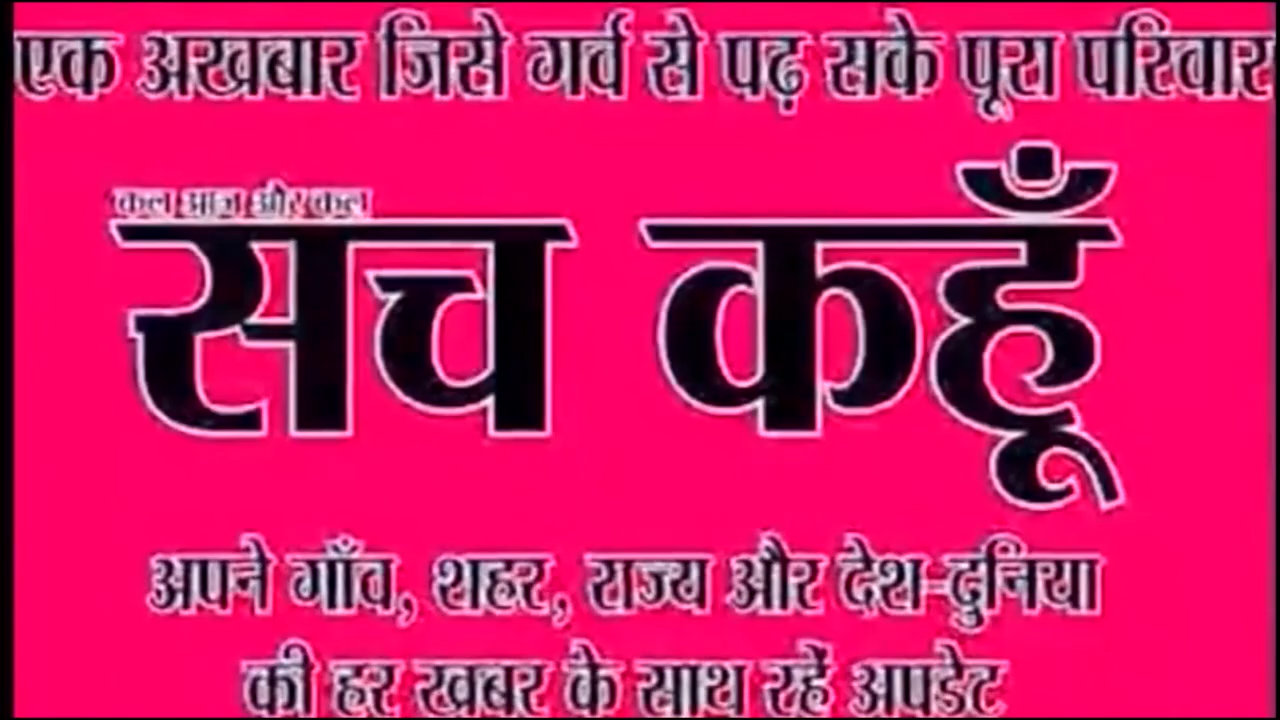 एक अखबार जिसे गर्व से पढ़ सके पूरा परिवार
कल आज और कल
सच कहूँ
अपने गाँव, शहर, राज्य और देश-दुनिया
की हर खबर के साथ रहें अपडेट